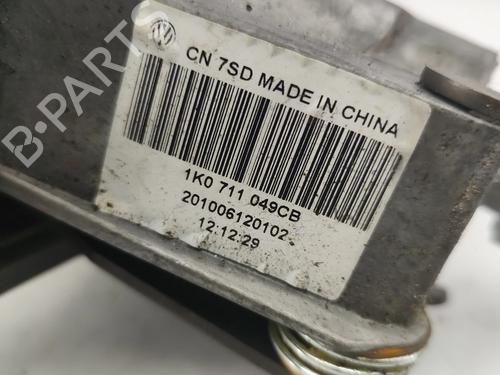 CN 7SD MADE IN CHINA
1K0 711 049CB
201006120102
12:12:29
B-PARTS